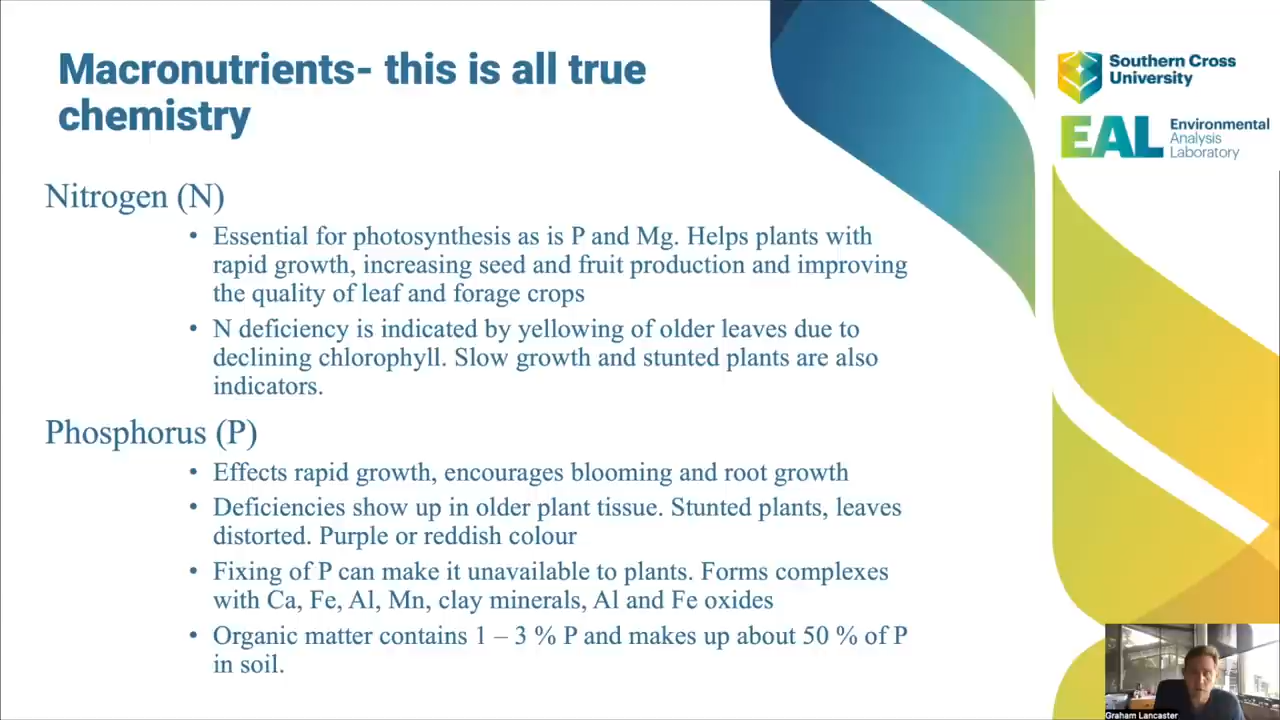 Macronutrients- this is all true
chemistry
Southern Cross
University
EAL
Environmental
Analysis
Laboratory
Nitrogen (N)
• Essential for photosynthesis as is P and Mg. Helps plants with
rapid growth, increasing seed and fruit production and improving
the quality of leaf and forage crops
• N deficiency is indicated by yellowing of older leaves due to
declining chlorophyll. Slow growth and stunted plants are also
indicators.
Phosphorus (P)
• Effects rapid growth, encourages blooming and root growth
• Deficiencies show up in older plant tissue. Stunted plants, leaves
distorted. Purple or reddish colour
• Fixing of P can make it unavailable to plants. Forms complexes
with Ca, Fe, Al, Mn, clay minerals, Al and Fe oxides
• Organic matter contains 1 – 3 % P and makes up about 50 % of P
in soil.
Graham Lancaster